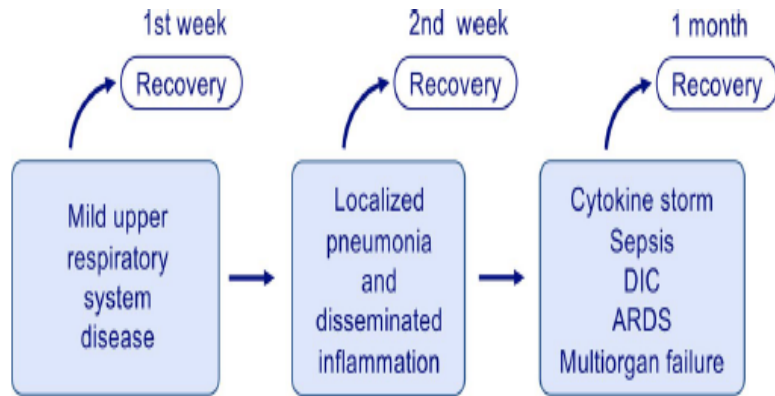 1st week
Recovery
Mild upper
respiratory
system
disease
2nd week
Recovery
Localized
pneumonia
and
disseminated
inflammation
1 month
Recovery
Cytokine storm
Sepsis
DIC
ARDS
Multiorgan failure